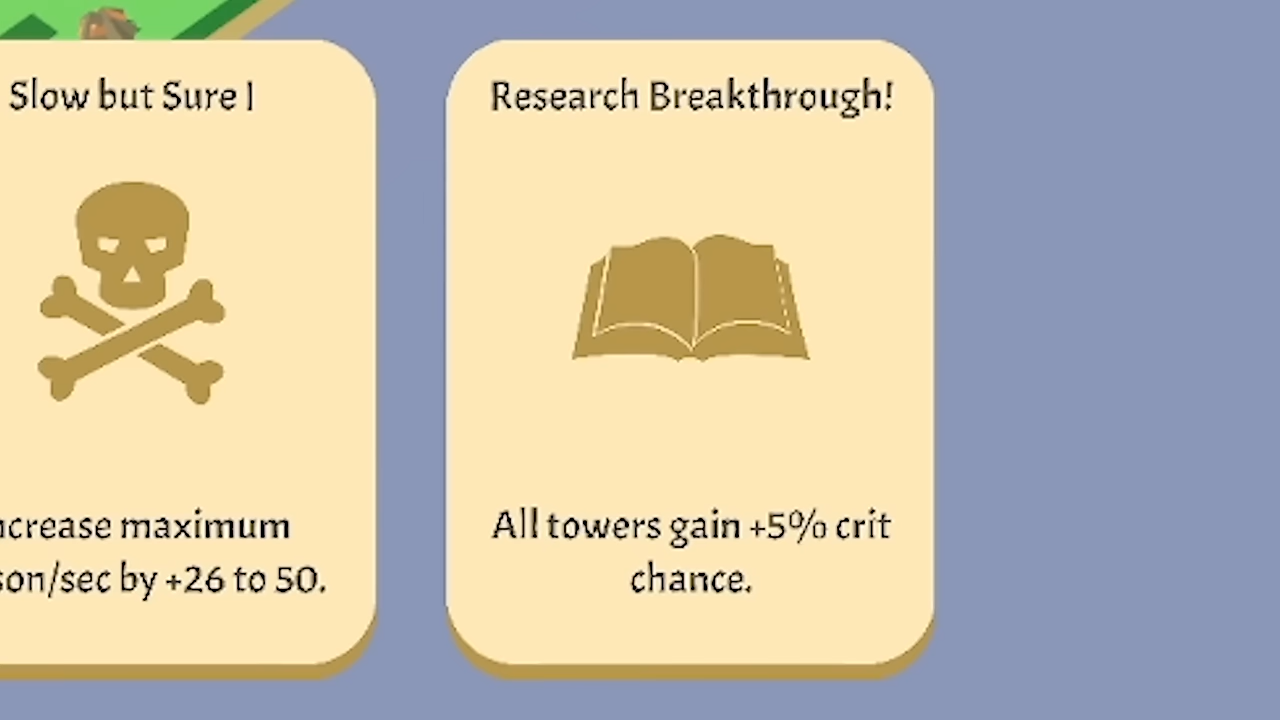 Slow but Sure I
ncrease maximum
son/sec by +26 to 50.
Research Breakthrough!
All towers gain +5% crit
chance.